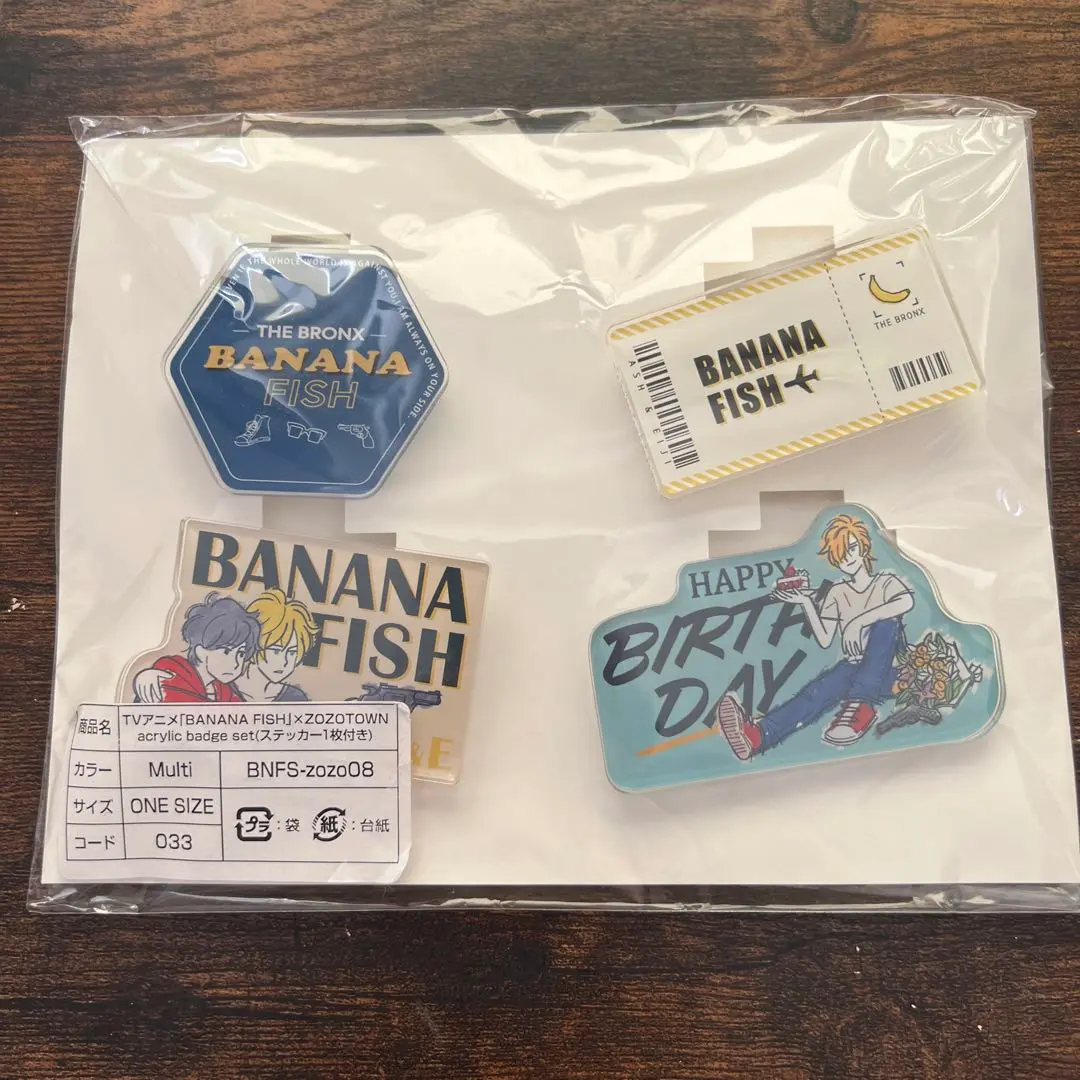 EVEN THE WHOLE WORLD IS AGAINST YOU I AM ALWAYS ON YOUR SIDE.
THE BRONX
BANANA
FISH
ASH & EIJI
BANANA
FISH
THE BRONX
BANANA
FISH
&E
HAPPY
BIRTH
DAY
商品名 TVアニメ「BANANA FISH」×ZOZOTOWN
acrylic badge set(ステッカー1枚付き)
カラー Multi BNFS-zozo08
サイズ ONE SIZE プラ:袋 紙:台紙
コード 033